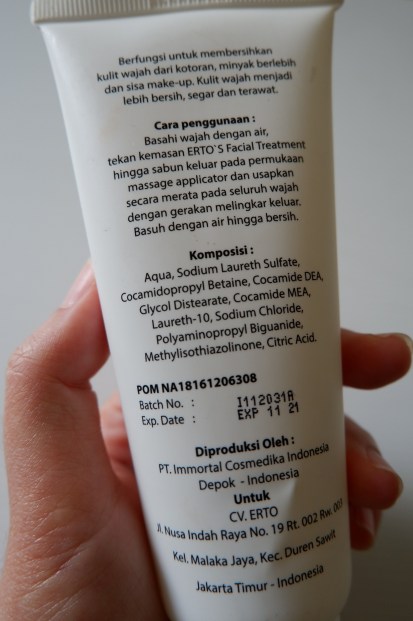 Berfungsi untuk membersihkan
kulit wajah dari kotoran, minyak berlebih
dan sisa make-up. Kulit wajah menjadi
lebih bersih, segar dan terawat.
Cara penggunaan :
Basahi wajah dengan air,
tekan kemasan ERTO`S Facial Treatment
hingga sabun keluar pada permukaan
massage applicator dan usapkan
secara merata pada seluruh wajah
dengan gerakan melingkar keluar.
Basuh dengan air hingga bersih.
Komposisi :
Aqua, Sodium Laureth Sulfate,
Cocamidopropyl Betaine, Cocamide DEA,
Glycol Distearate, Cocamide MEA,
Laureth-10, Sodium Chloride,
Polyaminopropyl Biguanide,
Methylisothiazolinone, Citric Acid.
POM NA18161206308
Batch No. : I112031A
Exp. Date : EXP 11 21
Diproduksi Oleh :
PT. Immortal Cosmedika Indonesia
Depok - Indonesia
Untuk
CV. ERTO
Jl. Nusa Indah Raya No. 19 Rt. 002 Rw. 003
Kel. Malaka Jaya, Kec. Duren Sawit
Jakarta Timur - Indonesia